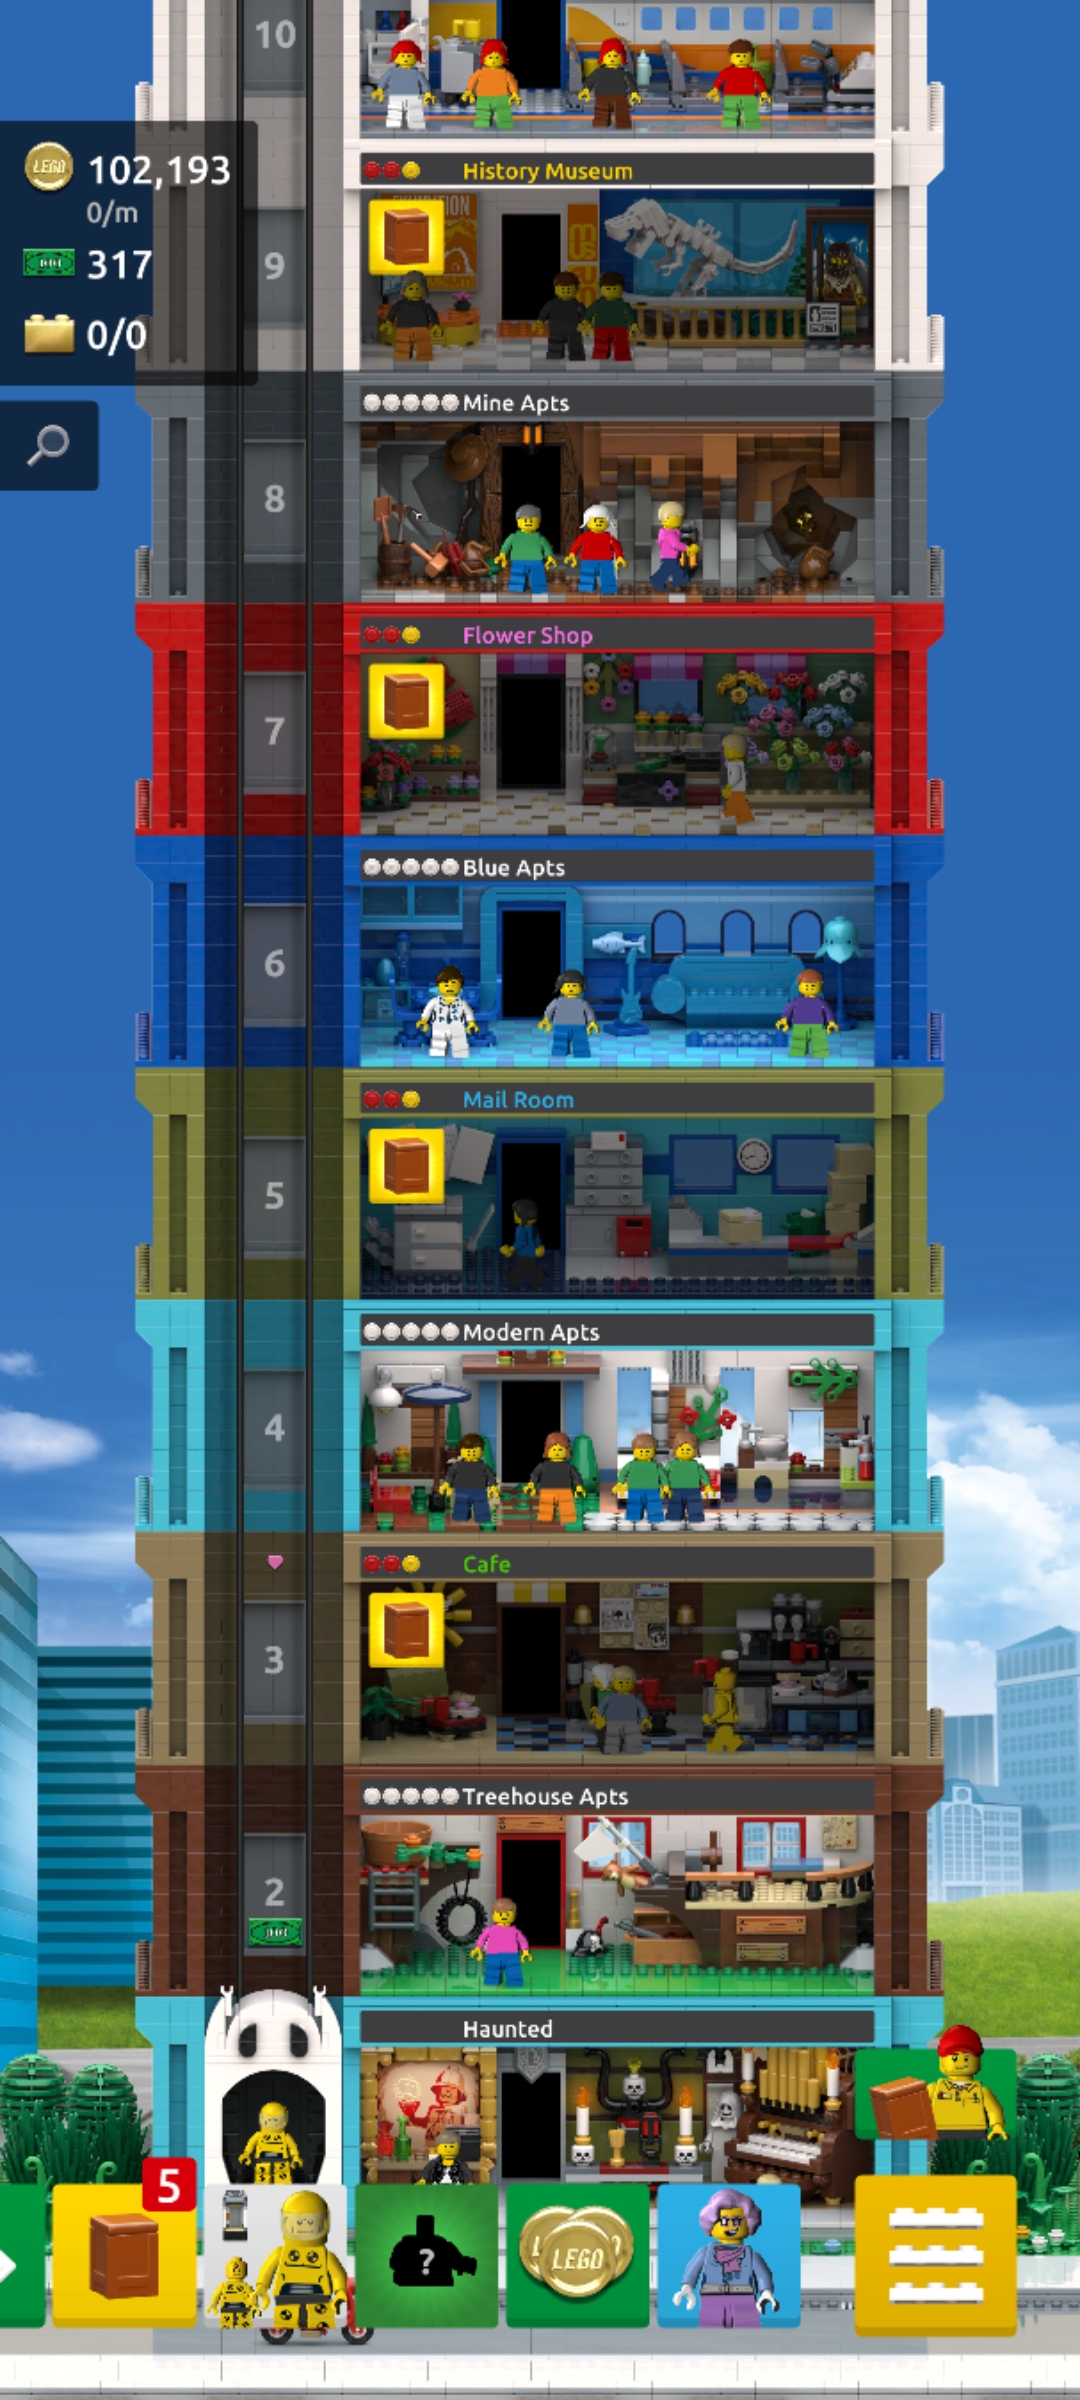 10
LEGO 102,193
0/m
317
0/0
History Museum
EXHIBITION
9
Mine Apts
8
Flower Shop
7
Blue Apts
6
Mail Room
5
Modern Apts
4
Cafe
3
Treehouse Apts
2
Haunted
5
?
LEGO